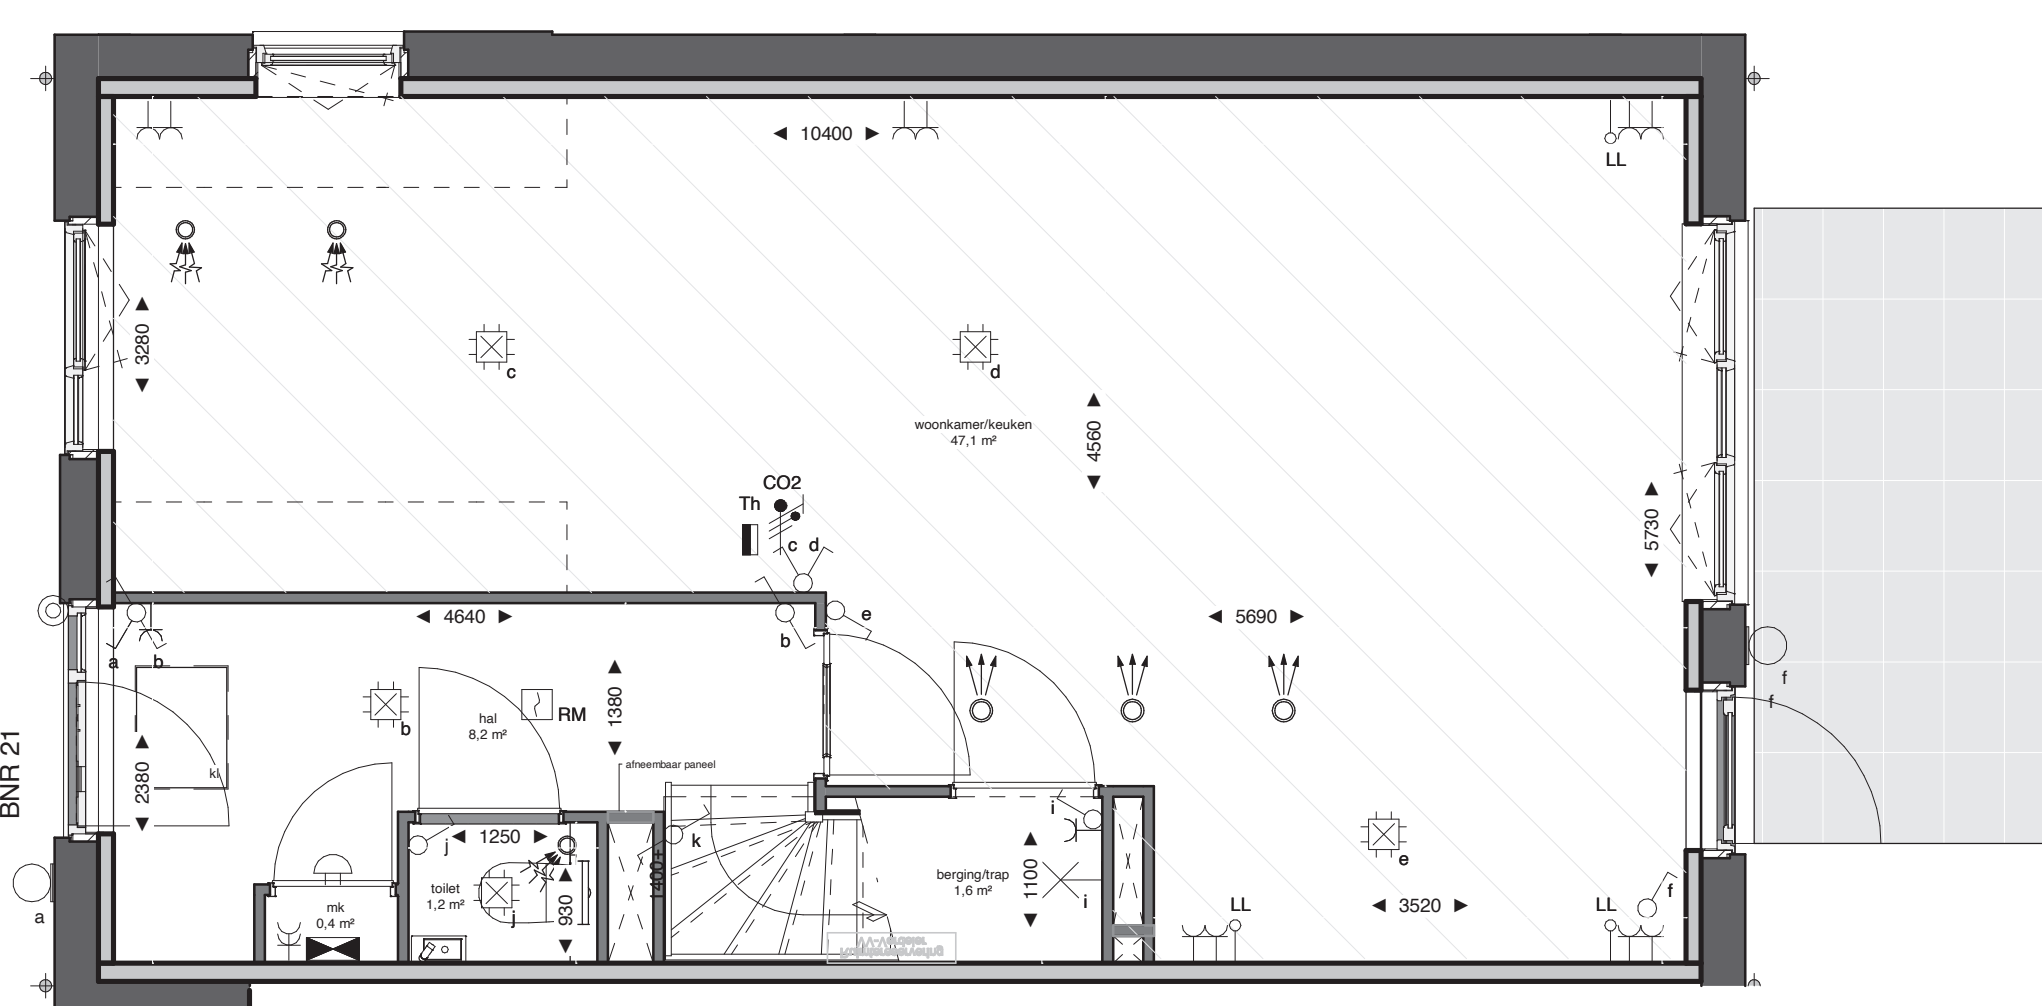 10400
LL
3280
c
d
woonkamer/keuken
47,1 m²
4560
CO2
Th
c d
5730
4640
e
5690
b
a
b
f
f
1380
RM
hal
8,2 m²
b
kl
2380
BNR 21
afneembaar paneel
i
k
j
1250
e
toilet
1,2 m²
1400+
berging/trap
1,6 m²
1100
i
f
930
j
mk
0,4 m²
a
LL
3520
LL